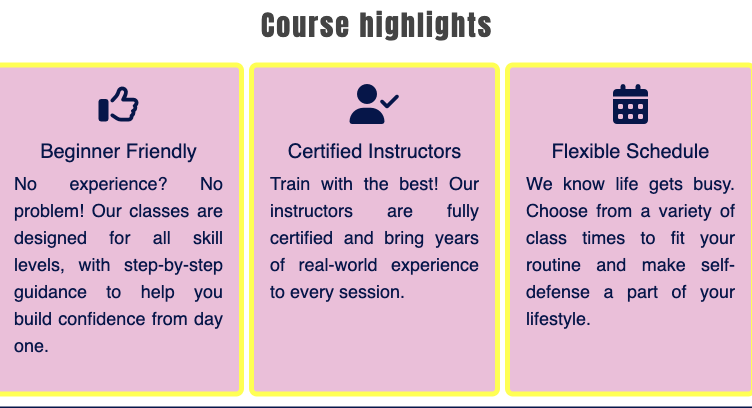 Course highlights
Beginner Friendly
No experience? No
problem! Our classes are
designed for all skill
levels, with step-by-step
guidance to help you
build confidence from day
one.
Certified Instructors
Train with the best! Our
instructors are fully
certified and bring years
of real-world experience
to every session.
Flexible Schedule
We know life gets busy.
Choose from a variety of
class times to fit your
routine and make self-
defense a part of your
lifestyle.